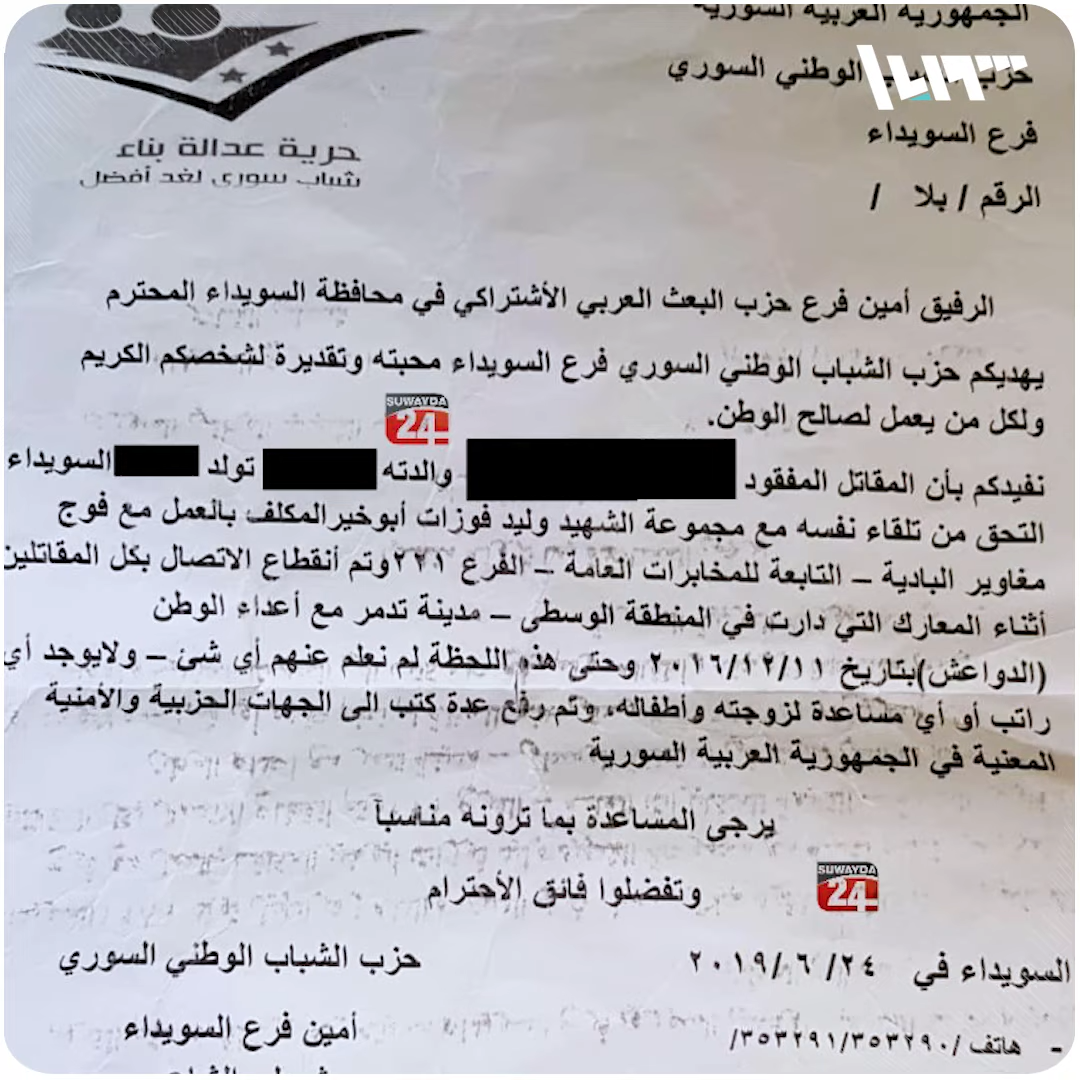 الجمهورية العربية السورية
حزب الوطني السوري
سوريا
فرع السويداء
الرقم / بلا /
حرية عدالة بناء
شباب سوري لغد أفضل
الرفيق أمين فرع حزب البعث العربي الأشتراكي في محافظة السويداء المحترم
يهديكم حزب الشباب الوطني السوري فرع السويداء محبته وتقديرة لشخصكم الكريم
ولكل من يعمل لصالح الوطن.
SUWAYDA
24
نفيدكم بأن المقاتل المفقود والدته تولد السويداء
التحق من تلقاء نفسه مع مجموعة الشهيد وليد فوزات أبوخيرالمكلف بالعمل مع فوج
مغاوير البادية – التابعة للمخابرات العامة – الفرع ٢٢١وتم أنقطاع الاتصال بكل المقاتلين
أثناء المعارك التي دارت في المنطقة الوسطى – مدينة تدمر مع أعداء الوطن
(الدواعش)بتاريخ ٢٠١٦/١٢/١١ وحتى هذه اللحظة لم نعلم عنهم أي شئ – ولايوجد أي
راتب أو أي مساعدة لزوجته وأطفاله، وتم رفع عدة كتب الى الجهات الحزبية والأمنية
المعنية في الجمهورية العربية السورية
يرجى المساعدة بما ترونه مناسباً
وتفضلوا فائق الأحترام
SUWAYDA
24
السويداء في ٢٠١٩/٦/٢٤
حزب الشباب الوطني السوري
أمين فرع السويداء
- هاتف /٣٥٣٢٩١/٣٥٣٢٩٠/